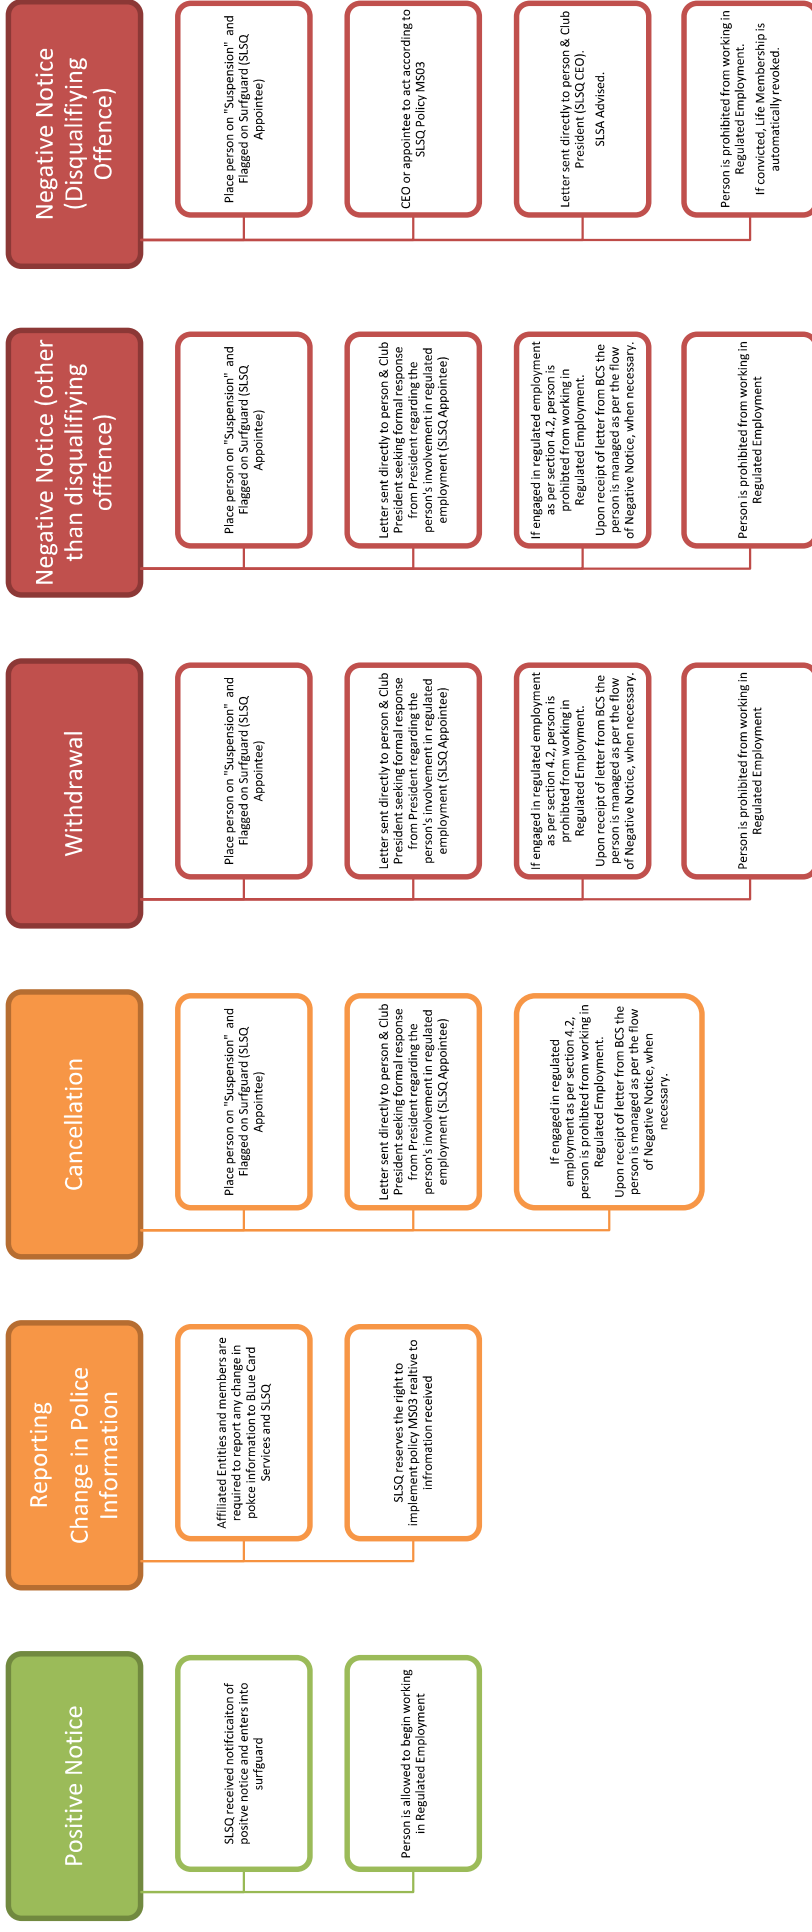 Positive Notice
SLSQ received notifcicaiton of
positve notice and enters into
surfguard
Person is allowed to begin working
in Regulated Employment
Reporting
Change in Police
Information
Affiliated Entities and members are
required to report any change in
pokce information to BLue Card
Services and SLSQ
SLSQ reserves the right to
implement policy MS03 realtive to
infromation received
Cancellation
Place person on "Suspension" and
Flagged on Surfguard (SLSQ
Appointee)
Letter sent directly to person & Club
President seeking formal response
from President regarding the
person's involvement in regulated
employment (SLSQ Appointee)
If engaged in regulated
employment as per section 4.2,
person is prohibted from working in
Regulated Employment.
Upon receipt of letter from BCS the
person is managed as per the flow
of Negative Notice, when
necessary.
Withdrawal
Place person on "Suspension" and
Flagged on Surfguard (SLSQ
Appointee)
Letter sent directly to person & Club
President seeking formal response
from President regarding the
person's involvement in regulated
employment (SLSQ Appointee)
If engaged in regulated employment
as per section 4.2, person is
prohibted from working in
Regulated Employment.
Upon receipt of letter from BCS the
person is managed as per the flow
of Negative Notice, when necessary.
Person is prohibited from working in
Regulated Employment
Negative Notice (other
than disqualifiying
offfence)
Place person on "Suspension" and
Flagged on Surfguard (SLSQ
Appointee)
Letter sent directly to person & Club
President seeking formal response
from President regarding the
person's involvement in regulated
employment (SLSQ Appointee)
If engaged in regulated employment
as per section 4.2, person is
prohibted from working in
Regulated Employment.
Upon receipt of letter from BCS the
person is managed as per the flow
of Negative Notice, when necessary.
Person is prohibited from working in
Regulated Employment
Negative Notice
(Disqualifiying
Offence)
Place person on "Suspension" and
Flagged on Surfguard (SLSQ
Appointee)
CEO or appointee to act according to
SLSQ Policy MS03
Letter sent directly to person & Club
President (SLSQ CEO).
SLSA Advised.
Person is prohibited from working in
Regulated Employment.
If convicted, Life Membership is
automatically revoked.